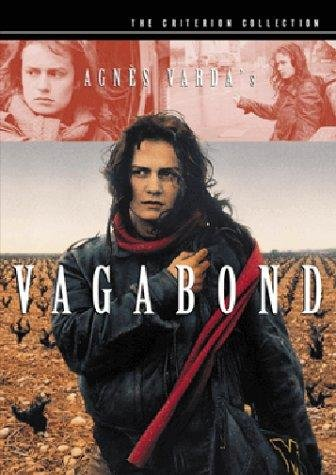 THE CRITERION COLLECTION
AGNÈS VARDA's
VAGABOND